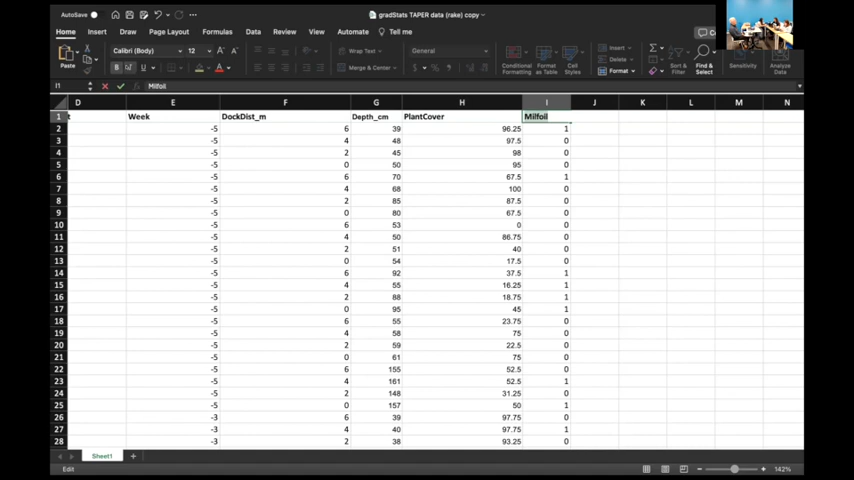 AutoSave gradStats TAPER data (rake) copy
Home Insert Draw Page Layout Formulas Data Review View Automate Tell me
Paste Calibri (Body) 12 Wrap Text General Insert
B I U Merge & Center Conditional Formatting Format as Table Cell Styles Delete Format Sort & Filter Find & Select Sensitivity Analyze Data
I1 Milfoil
D E F G H I J K L M N
1 t Week DockDist_m Depth_cm PlantCover Milfoil
2 -5 6 39 96.25 1
3 -5 4 48 97.5 0
4 -5 2 45 98 0
5 -5 0 50 95 0
6 -5 6 70 67.5 1
7 -5 4 68 100 0
8 -5 2 85 87.5 0
9 -5 0 80 67.5 0
10 -5 6 53 0 0
11 -5 4 50 86.75 0
12 -5 2 51 40 0
13 -5 0 54 17.5 0
14 -5 6 92 37.5 1
15 -5 4 55 16.25 1
16 -5 2 88 18.75 1
17 -5 0 95 45 1
18 -5 6 55 23.75 0
19 -5 4 58 75 0
20 -5 2 59 22.5 0
21 -5 0 61 75 0
22 -5 6 155 52.5 0
23 -5 4 161 52.5 1
24 -5 2 148 31.25 0
25 -5 0 157 50 1
26 -3 6 39 97.75 0
27 -3 4 40 97.75 1
28 -3 2 38 93.25 0
Sheet1
Edit 142%